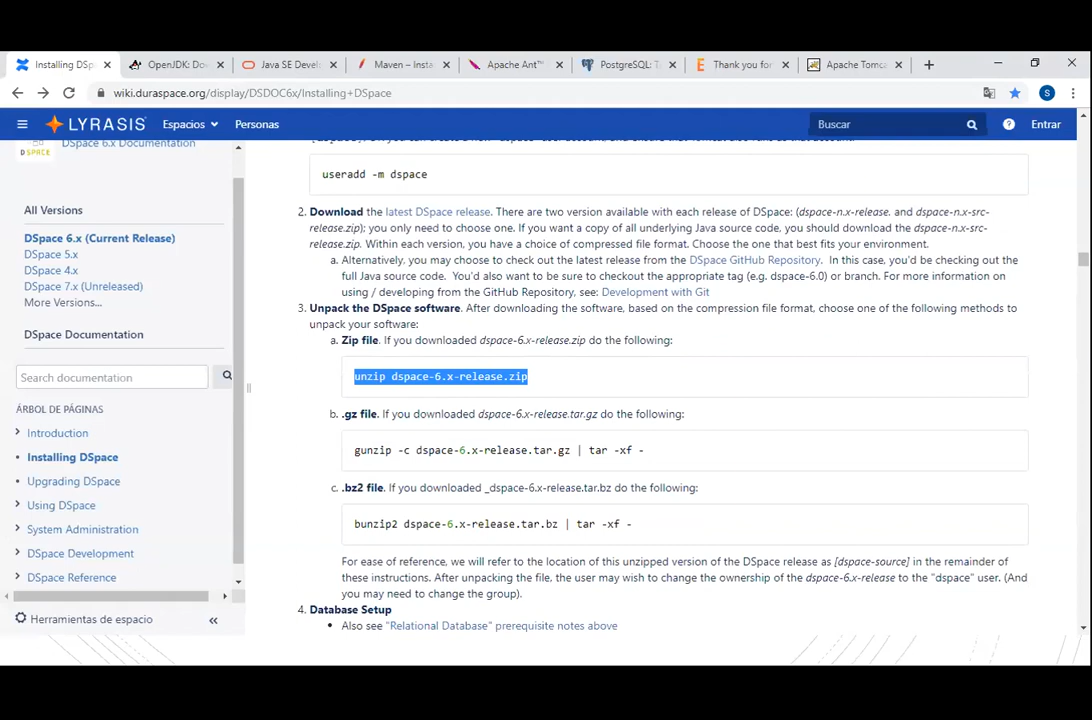 Installing DSp
OpenJDK: Do
Java SE Devel
Maven – Insta
Apache Ant™
PostgreSQL: T
Thank you for
Apache Tomca
wiki.duraspace.org/display/DSDOC6x/Installing+DSpace
S
LYRASIS
Espacios
Personas
Buscar
Entrar
DSPACE
DSpace 6.x Documentation
All Versions
DSpace 6.x (Current Release)
DSpace 5.x
DSpace 4.x
DSpace 7.x (Unreleased)
More Versions...
DSpace Documentation
Search documentation
ÁRBOL DE PÁGINAS
Introduction
Installing DSpace
Upgrading DSpace
Using DSpace
System Administration
DSpace Development
DSpace Reference
Herramientas de espacio
useradd -m dspace
2. Download the latest DSpace release. There are two version available with each release of DSpace: (dspace-n.x-release. and dspace-n.x-src-
release.zip); you only need to choose one. If you want a copy of all underlying Java source code, you should download the dspace-n.x-src-
release.zip. Within each version, you have a choice of compressed file format. Choose the one that best fits your environment.
a. Alternatively, you may choose to check out the latest release from the DSpace GitHub Repository. In this case, you'd be checking out the
full Java source code. You'd also want to be sure to checkout the appropriate tag (e.g. dspace-6.0) or branch. For more information on
using / developing from the GitHub Repository, see: Development with Git
3. Unpack the DSpace software. After downloading the software, based on the compression file format, choose one of the following methods to
unpack your software:
a. Zip file. If you downloaded dspace-6.x-release.zip do the following:
unzip dspace-6.x-release.zip
b. .gz file. If you downloaded dspace-6.x-release.tar.gz do the following:
gunzip -c dspace-6.x-release.tar.gz | tar -xf -
c. .bz2 file. If you downloaded _dspace-6.x-release.tar.bz do the following:
bunzip2 dspace-6.x-release.tar.bz | tar -xf -
For ease of reference, we will refer to the location of this unzipped version of the DSpace release as [dspace-source] in the remainder of
these instructions. After unpacking the file, the user may wish to change the ownership of the dspace-6.x-release to the "dspace" user. (And
you may need to change the group).
4. Database Setup
• Also see "Relational Database" prerequisite notes above